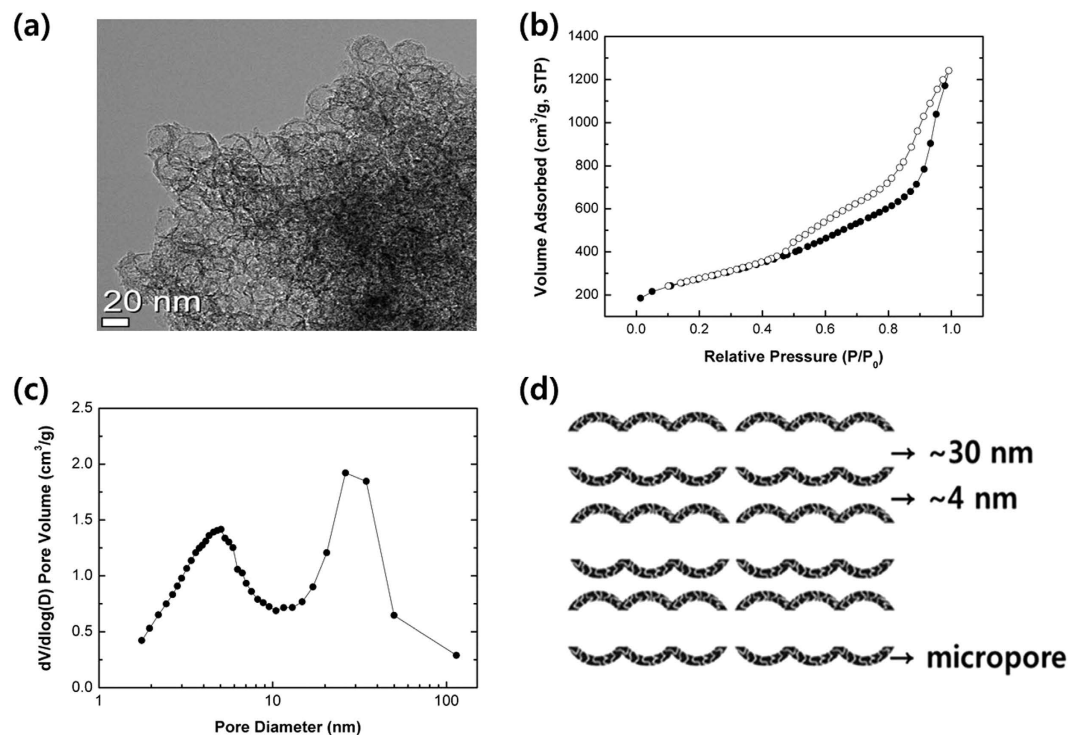 (a)
20 nm
(b)
Volume Adsorbed (cm³/g, STP)
1400
1200
1000
800
600
400
200
0.0 0.2 0.4 0.6 0.8 1.0
Relative Pressure (P/P₀)
(c)
dV/dlog(D) Pore Volume (cm³/g)
2.5
2.0
1.5
1.0
0.5
0.0
1 10 100
Pore Diameter (nm)
(d)
→ ~30 nm
→ ~4 nm
→ micropore